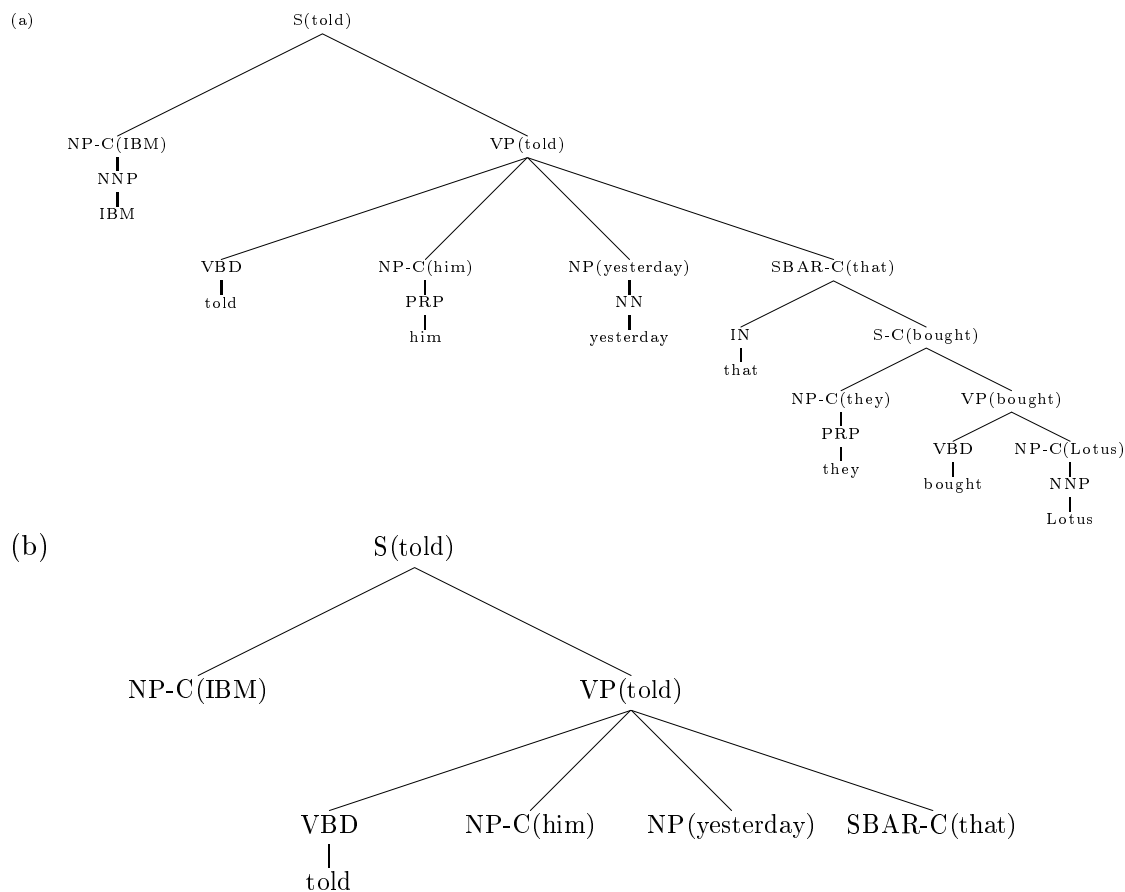 (a) S(told)
NP-C(IBM) VP(told)
NNP
IBM
VBD NP-C(him) NP(yesterday) SBAR-C(that)
told PRP NN
him yesterday
IN S-C(bought)
that
NP-C(they) VP(bought)
PRP
VBD NP-C(Lotus)
they
bought NNP
Lotus
(b) S(told)
NP-C(IBM) VP(told)
VBD NP-C(him) NP(yesterday) SBAR-C(that)
told